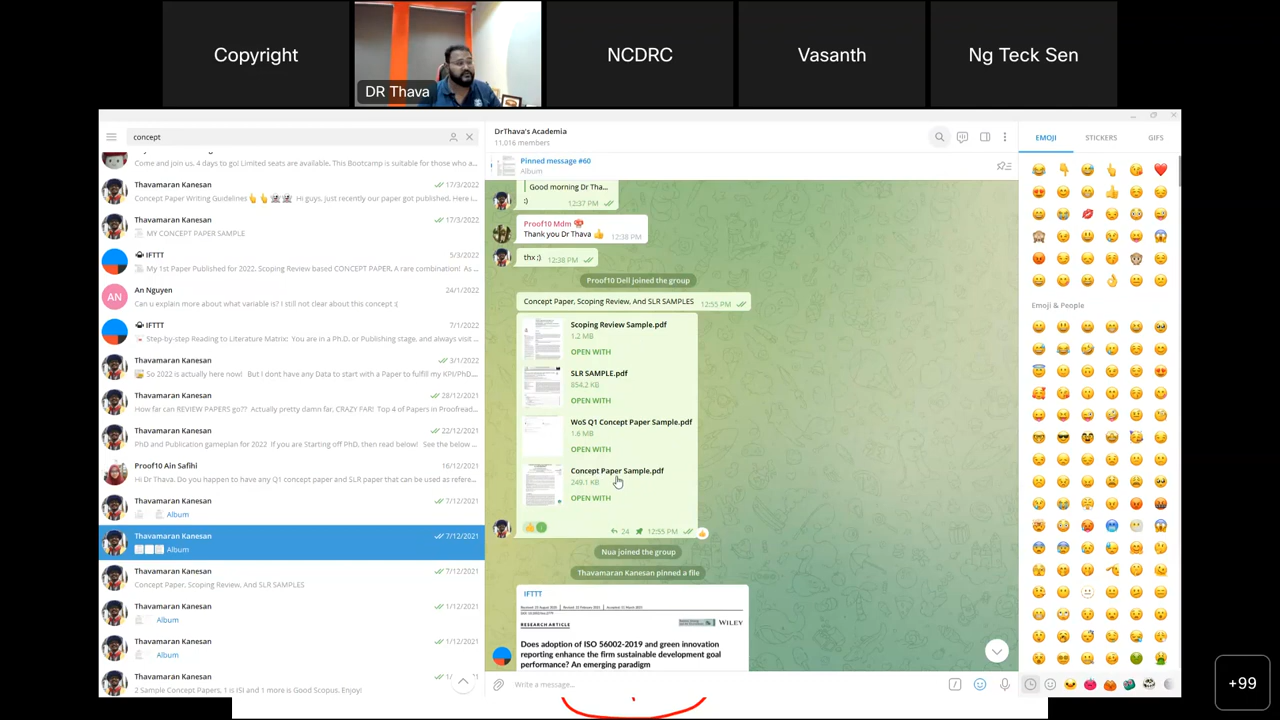 Copyright
DR Thava
NCDRC
Vasanth
Ng Teck Sen
concept
Come and join us, 4 days to go! Limited seats are available. This Bootcamp is suitable for those who a...
Thavamaran Kanesan 17/3/2022
Concept Paper Writing Guidelines Hi guys, just recently our paper got published. Here i...
Thavamaran Kanesan 17/3/2022
MY CONCEPT PAPER SAMPLE
IFTTT 5/3/2022
My 1st Paper Published for 2022, Scoping Review based CONCEPT PAPER, A rare combination! As ...
AN
An Nguyen 24/1/2022
Can u explain more about what variable is? I still not clear about this concept :(
IFTTT 7/1/2022
Step-by-step Reading to Literature Matrix: You are in a Ph.D. or Publishing stage, and always visit ...
Thavamaran Kanesan 3/1/2022
So 2022 is actually here now! But I dont have any Data to start with a Paper to fulfill my KPI/PhD...
Thavamaran Kanesan 28/12/2021
How far can REVIEW PAPERS go?? Actually pretty damn far, CRAZY FAR! Top 4 of Papers in Proofread...
Thavamaran Kanesan 22/12/2021
PhD and Publication gameplan for 2022 If you are Starting off PhD, then read below! See the below ...
Proof10 Ain Safihi 16/12/2021
Hi Dr Thava. Do you happen to have any Q1 concept paper and SLR paper that can be used as refere...
Thavamaran Kanesan 7/12/2021
Album
Thavamaran Kanesan 7/12/2021
Album
Thavamaran Kanesan 7/12/2021
Concept Paper, Scoping Review, And SLR SAMPLES
Thavamaran Kanesan 1/12/2021
Album
Thavamaran Kanesan 1/12/2021
Album
Thavamaran Kanesan
2 Sample Concept Papers, 1 is ISI and 1 more is Good Scopus. Enjoy!
DrThava's Academia
11,016 members
Pinned message #60
Album
Good morning Dr Tha...
:) 12:37 PM
Proof10 Mdm
Thank you Dr Thava 12:38 PM
thx ;) 12:38 PM
Proof10 Dell joined the group
Concept Paper, Scoping Review, And SLR SAMPLES 12:55 PM
Scoping Review Sample.pdf
1.2 MB
OPEN WITH
SLR SAMPLE.pdf
854.2 KB
OPEN WITH
WoS Q1 Concept Paper Sample.pdf
1.6 MB
OPEN WITH
Concept Paper Sample.pdf
249.1 KB
OPEN WITH
24 12:55 PM
Nua joined the group
Thavamaran Kanesan pinned a file
IFTTT
RESEARCH ARTICLE
WILEY
Does adoption of ISO 56002-2019 and green innovation
reporting enhance the firm sustainable development goal
performance? An emerging paradigm
Write a message...
EMOJI STICKERS GIFS
Emoji & People
+99